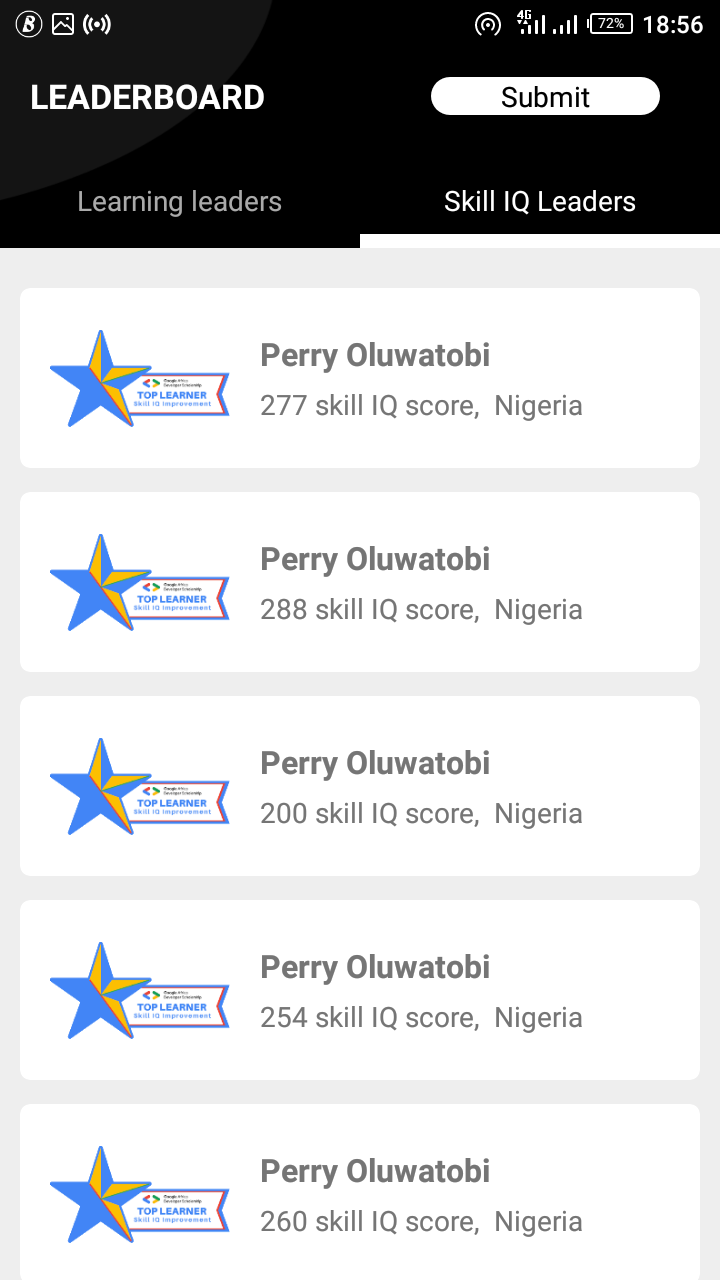 4G 72% 18:56
LEADERBOARD
Submit
Learning leaders
Skill IQ Leaders
Perry Oluwatobi
277 skill IQ score,  Nigeria
Google Africa
Developer Scholarship
TOP LEARNER
Skill IQ Improvement
Perry Oluwatobi
288 skill IQ score,  Nigeria
Google Africa
Developer Scholarship
TOP LEARNER
Skill IQ Improvement
Perry Oluwatobi
200 skill IQ score,  Nigeria
Google Africa
Developer Scholarship
TOP LEARNER
Skill IQ Improvement
Perry Oluwatobi
254 skill IQ score,  Nigeria
Google Africa
Developer Scholarship
TOP LEARNER
Skill IQ Improvement
Perry Oluwatobi
260 skill IQ score,  Nigeria
Google Africa
Developer Scholarship
TOP LEARNER
Skill IQ Improvement